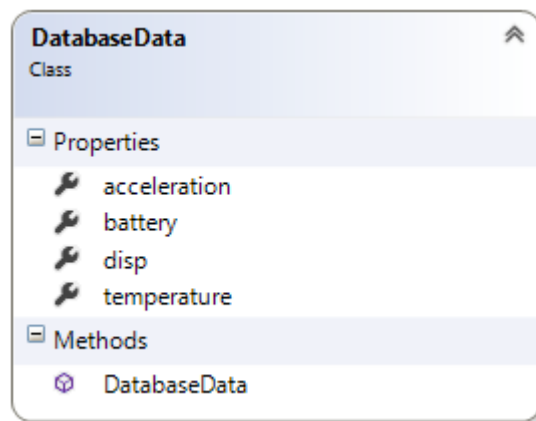 DatabaseData
Class
Properties
acceleration
battery
disp
temperature
Methods
DatabaseData